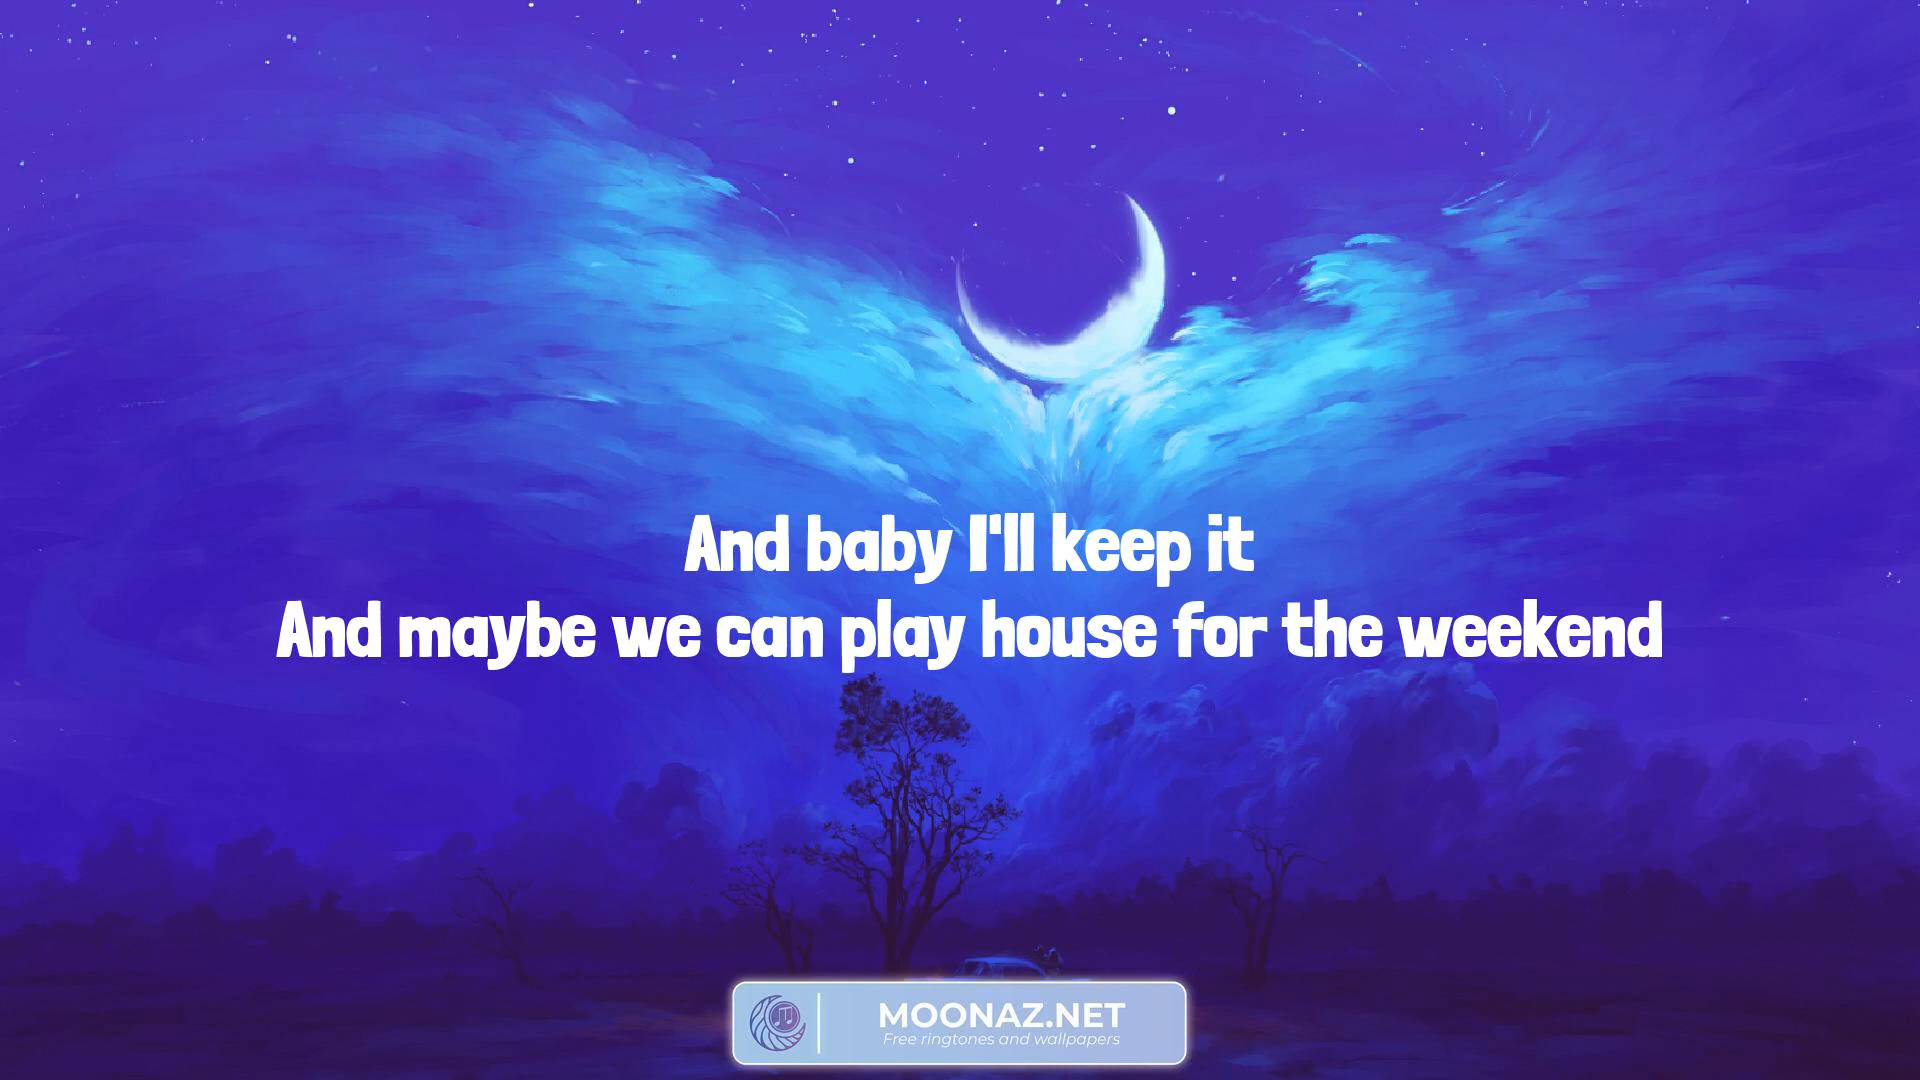 And baby I'll keep it
And maybe we can play house for the weekend
MOONAZ.NET
Free ringtones and wallpapers